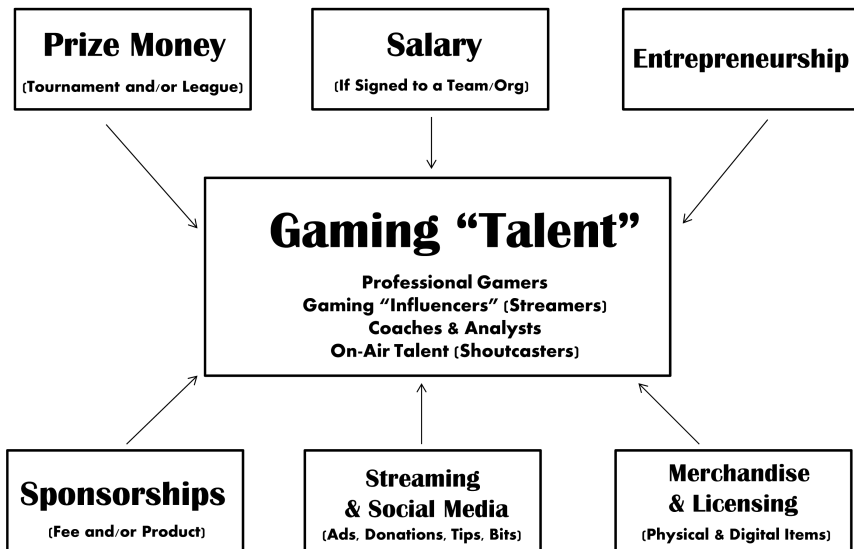 Prize Money
(Tournament and/or League)
Salary
(If Signed to a Team/Org)
Entrepreneurship
Gaming “Talent”
Professional Gamers
Gaming “Influencers” (Streamers)
Coaches & Analysts
On-Air Talent (Shoutcasters)
Sponsorships
(Fee and/or Product)
Streaming
& Social Media
(Ads, Donations, Tips, Bits)
Merchandise
& Licensing
(Physical & Digital Items)